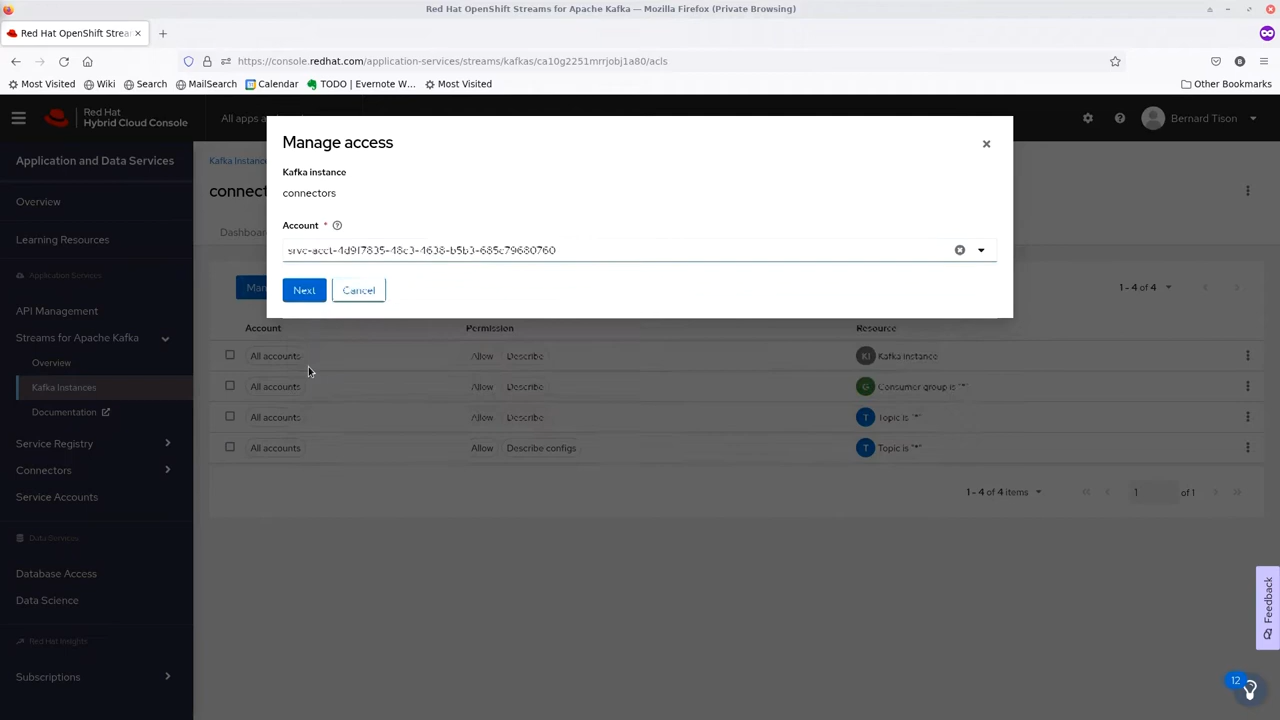 Red Hat OpenShift Streams for Apache Kafka — Mozilla Firefox (Private Browsing)
Red Hat OpenShift Strea
https://console.redhat.com/application-services/streams/kafkas/ca10g2251mrrjobj1a80/acls
Most Visited Wiki Search MailSearch Calendar TODO | Evernote W... Most Visited Other Bookmarks
Red Hat
Hybrid Cloud Console
All apps a
Bernard Tison
Application and Data Services
Overview
Learning Resources
Application Services
API Management
Streams for Apache Kafka
Overview
Kafka Instances
Documentation
Service Registry
Connectors
Service Accounts
Data Services
Database Access
Data Science
Red Hat Insights
Subscriptions
Kafka Instance
connect
Dashboar
Man
Manage access
Kafka instance
connectors
Account *
srvc-acct-4d9f7835-48c3-4638-b5b3-685c79680760
Next Cancel
1 - 4 of 4
Account Permission Resource
All accounts Allow Describe KI Kafka instance
All accounts Allow Describe G Consumer group is "*"
All accounts Allow Describe T Topic is "*"
All accounts Allow Describe configs T Topic is "*"
1 - 4 of 4 items 1 of 1
Feedback
12